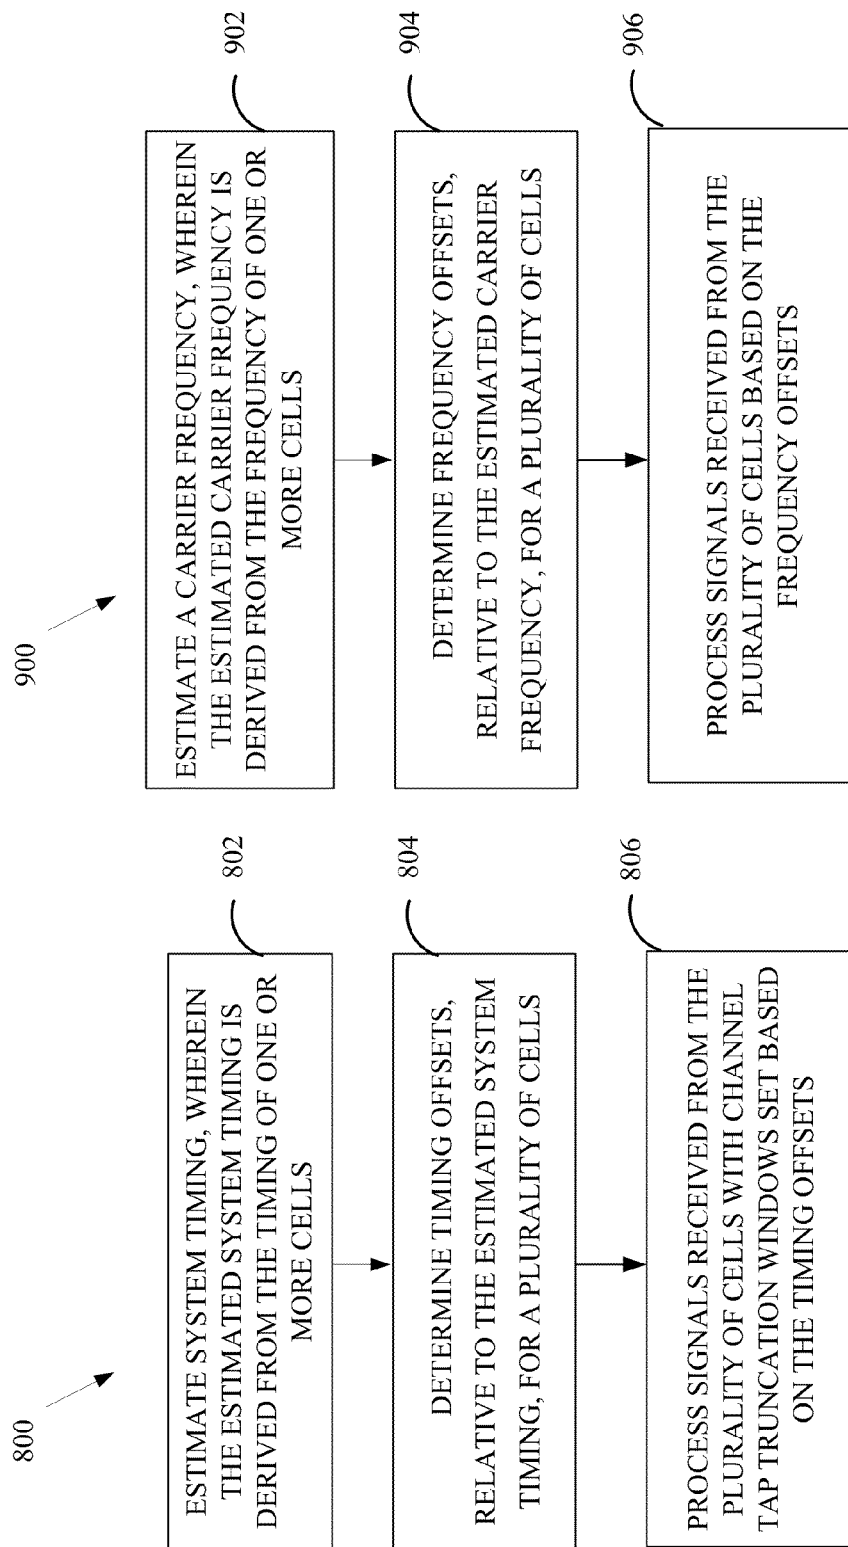 800
ESTIMATE SYSTEM TIMING, WHEREIN
THE ESTIMATED SYSTEM TIMING IS
DERIVED FROM THE TIMING OF ONE OR
MORE CELLS
802
DETERMINE TIMING OFFSETS,
RELATIVE TO THE ESTIMATED SYSTEM
TIMING, FOR A PLURALITY OF CELLS
804
PROCESS SIGNALS RECEIVED FROM THE
PLURALITY OF CELLS WITH CHANNEL
TAP TRUNCATION WINDOWS SET BASED
ON THE TIMING OFFSETS
806
900
ESTIMATE A CARRIER FREQUENCY, WHEREIN
THE ESTIMATED CARRIER FREQUENCY IS
DERIVED FROM THE FREQUENCY OF ONE OR
MORE CELLS
902
DETERMINE FREQUENCY OFFSETS,
RELATIVE TO THE ESTIMATED CARRIER
FREQUENCY, FOR A PLURALITY OF CELLS
904
PROCESS SIGNALS RECEIVED FROM THE
PLURALITY OF CELLS BASED ON THE
FREQUENCY OFFSETS
906